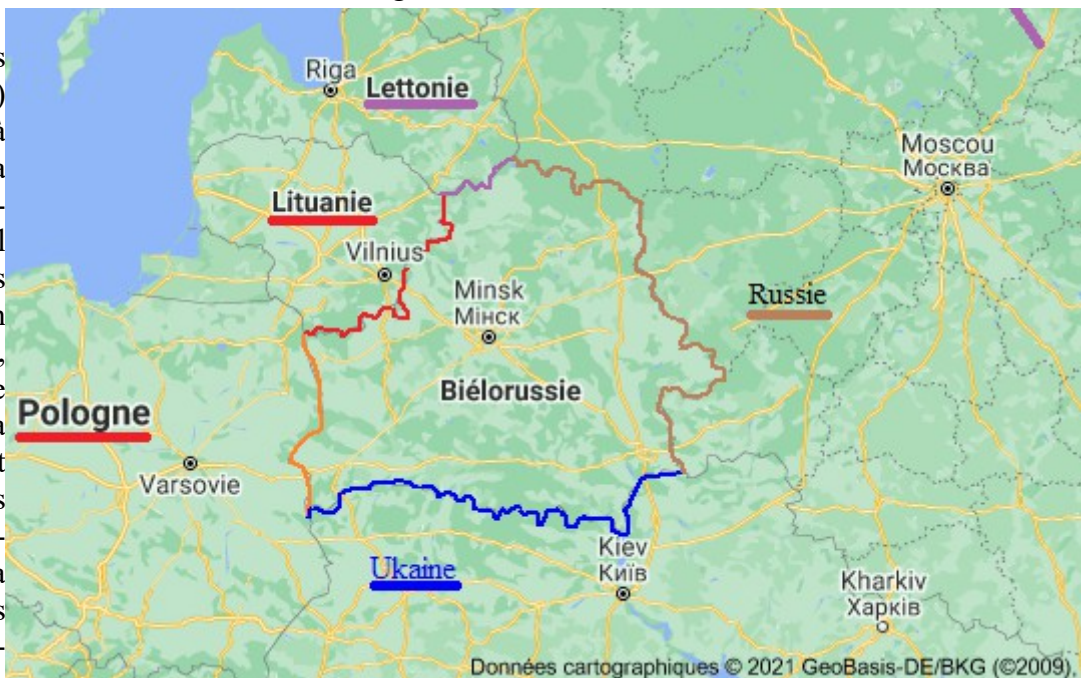 s
)
à
a
-
l
s
n
,
e
a
t
s
-
a
s
-
Riga
Lettonie
Moscou
Москва
Lituanie
Vilnius
Minsk
Мінск
Russie
Biélorussie
Pologne
Varsovie
Ukaine
Kiev
Київ
Kharkiv
Харків
Données cartographiques © 2021 GeoBasis-DE/BKG (©2009),